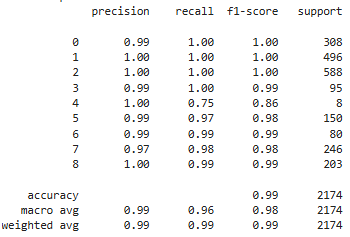 precision recall f1-score support
0 0.99 1.00 1.00 308
1 1.00 1.00 1.00 496
2 1.00 1.00 1.00 588
3 0.99 1.00 0.99 95
4 1.00 0.75 0.86 8
5 0.99 0.97 0.98 150
6 0.99 0.99 0.99 80
7 0.97 0.98 0.98 246
8 1.00 0.99 0.99 203
accuracy 0.99 2174
macro avg 0.99 0.96 0.98 2174
weighted avg 0.99 0.99 0.99 2174